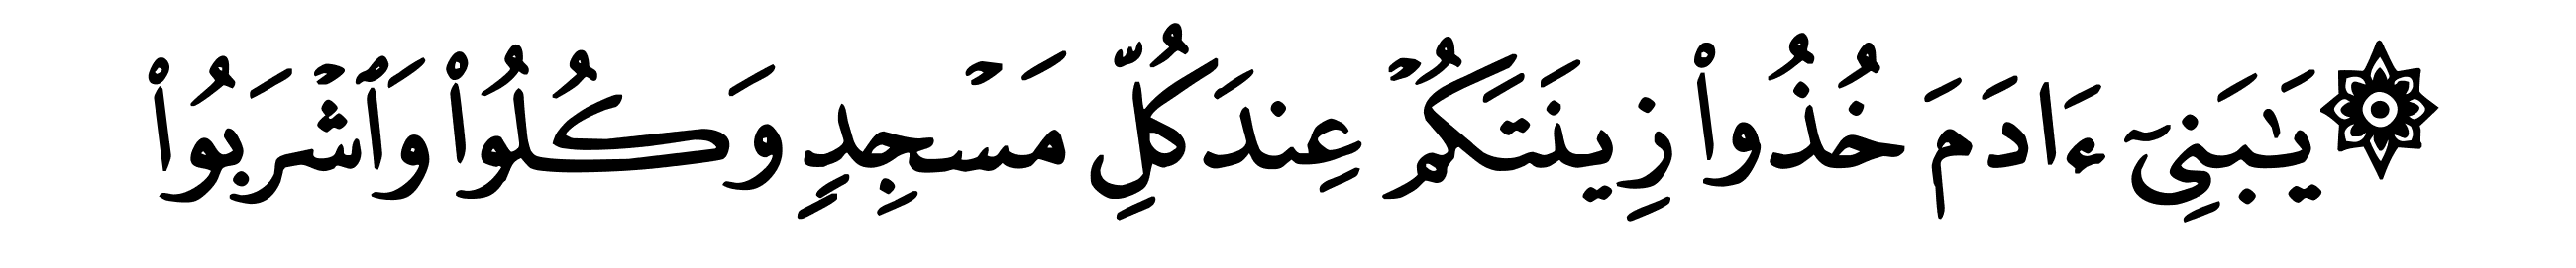 ۞ يَٰبَنِيٓ ءَادَمَ خُذُواْ زِينَتَكُمۡ عِندَ كُلِّ مَسۡجِدٖ وَكُلُواْ وَٱشۡرَبُواْ